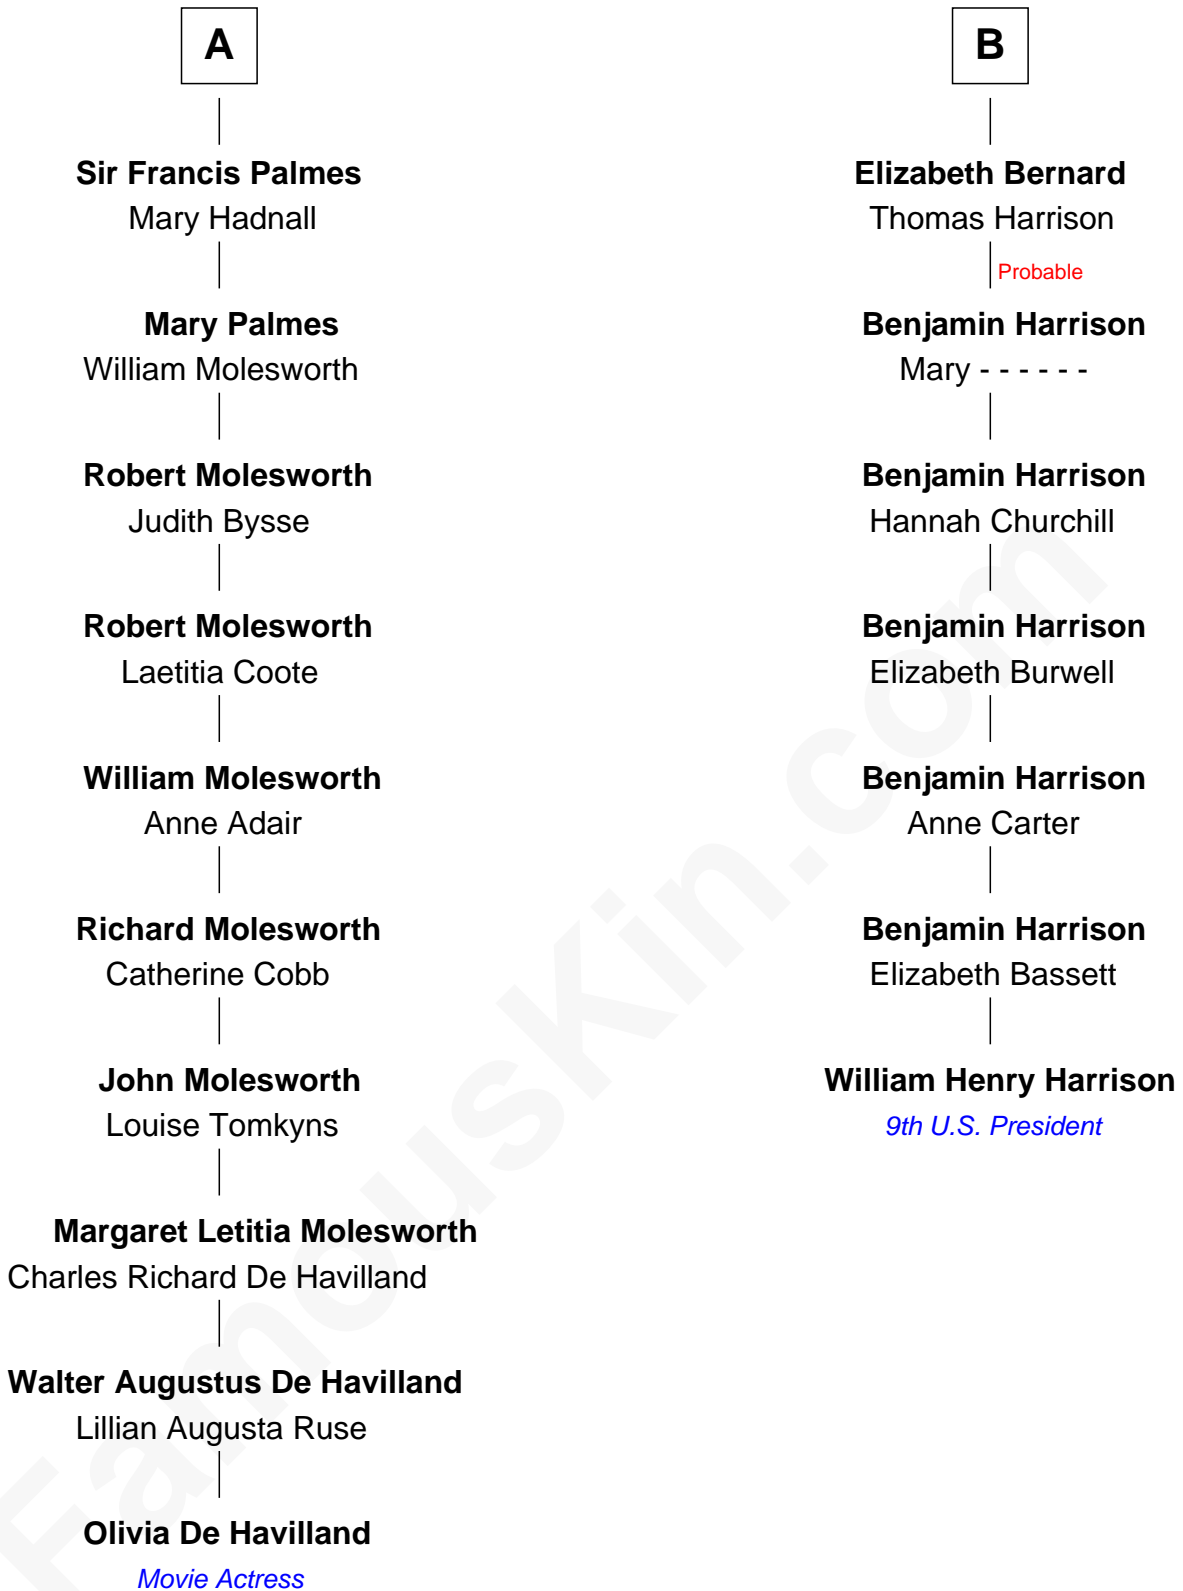 A
Sir Francis Palmes
Mary Hadnall
Mary Palmes
William Molesworth
Robert Molesworth
Judith Bysse
Robert Molesworth
Laetitia Coote
William Molesworth
Anne Adair
Richard Molesworth
Catherine Cobb
John Molesworth
Louise Tomkyns
Margaret Letitia Molesworth
Charles Richard De Havilland
Walter Augustus De Havilland
Lillian Augusta Ruse
Olivia De Havilland
Movie Actress
B
Elizabeth Bernard
Thomas Harrison
Probable
Benjamin Harrison
Mary - - - - - -
Benjamin Harrison
Hannah Churchill
Benjamin Harrison
Elizabeth Burwell
Benjamin Harrison
Anne Carter
Benjamin Harrison
Elizabeth Bassett
William Henry Harrison
9th U.S. President
FamousKin.com